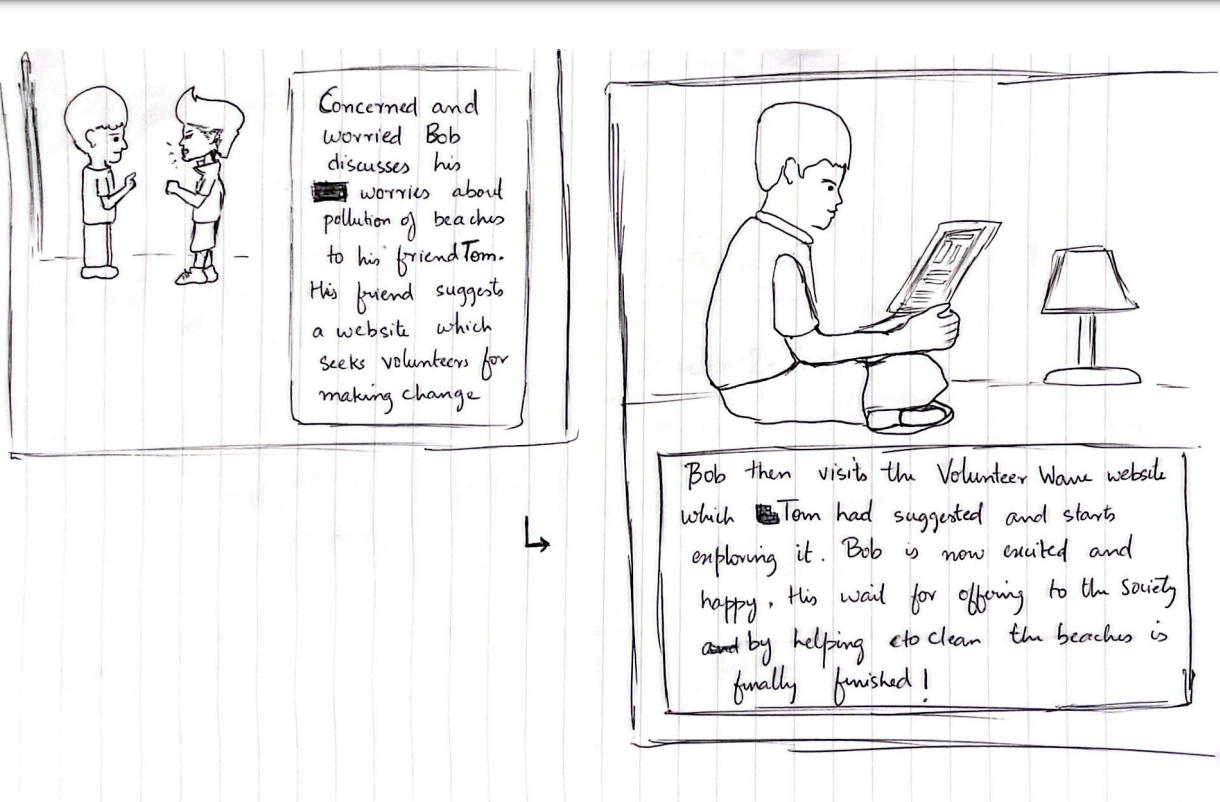 Concerned and
worried Bob
discusses his
worries about
pollution of beaches
to his friend Tom.
His friend suggests
a website which
seeks volunteers for
making change
Bob then visits the Volunteer Wave website
which Tom had suggested and starts
exploring it. Bob is now excited and
happy. His wait for offering to the society
and by helping to clean the beaches is
finally finished!